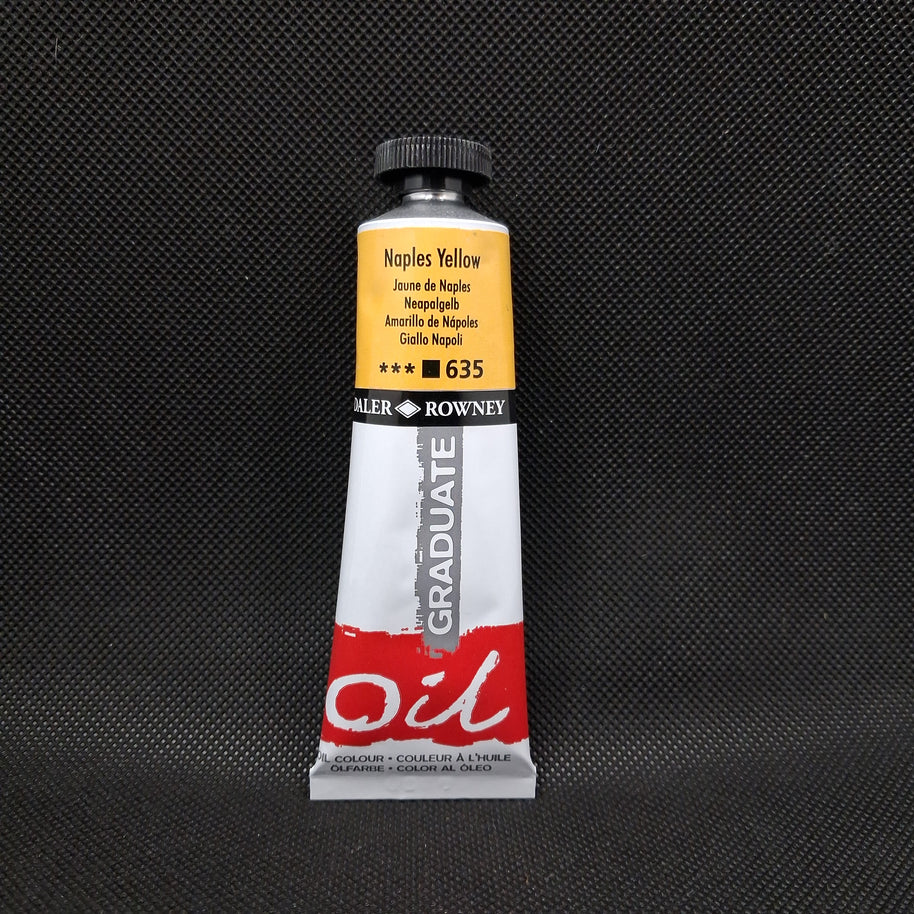 Naples Yellow
Jaune de Naples
Neapalgelb
Amarillo de Nápoles
Giallo Napoli
*** ■ 635
DALER ROWNEY
GRADUATE
Oil
OIL COLOUR • COULEUR À L'HUILE
ÖLFARBE • COLOR AL ÓLEO